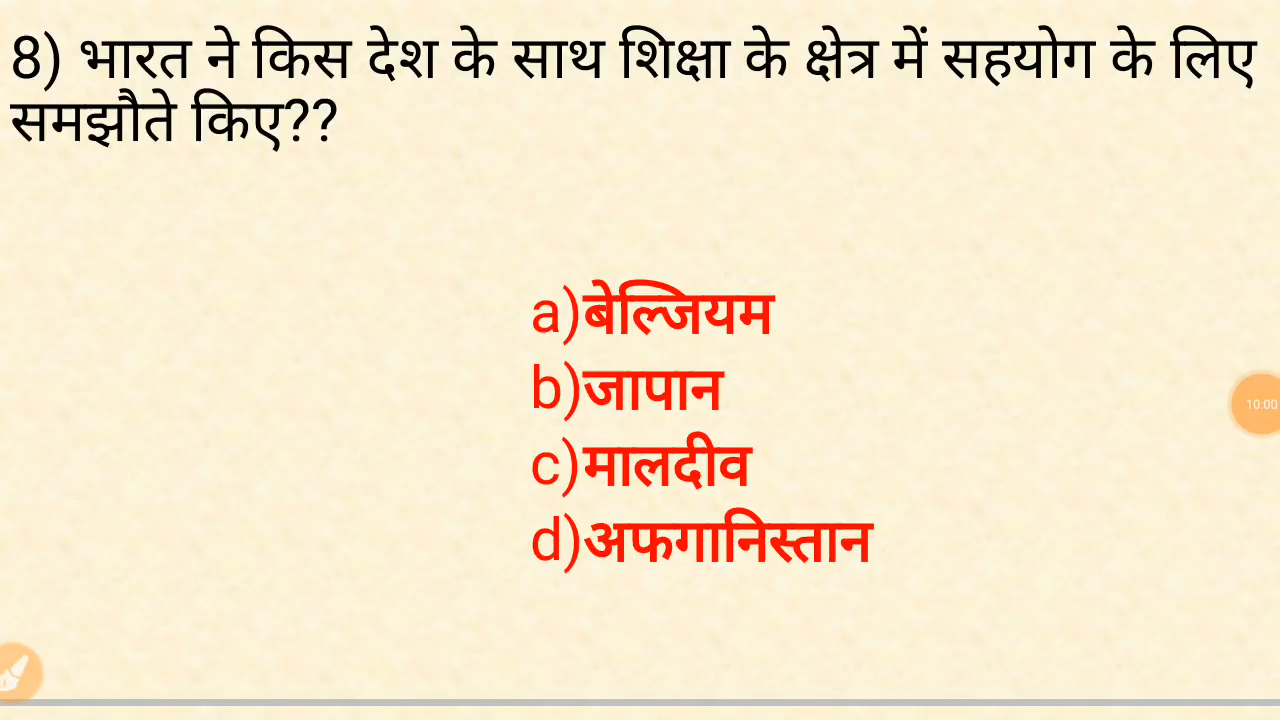 8) भारत ने किस देश के साथ शिक्षा के क्षेत्र में सहयोग के लिए
समझौते किए??
a)बेल्जियम
b)जापान
c)मालदीव
d)अफगानिस्तान
10:00